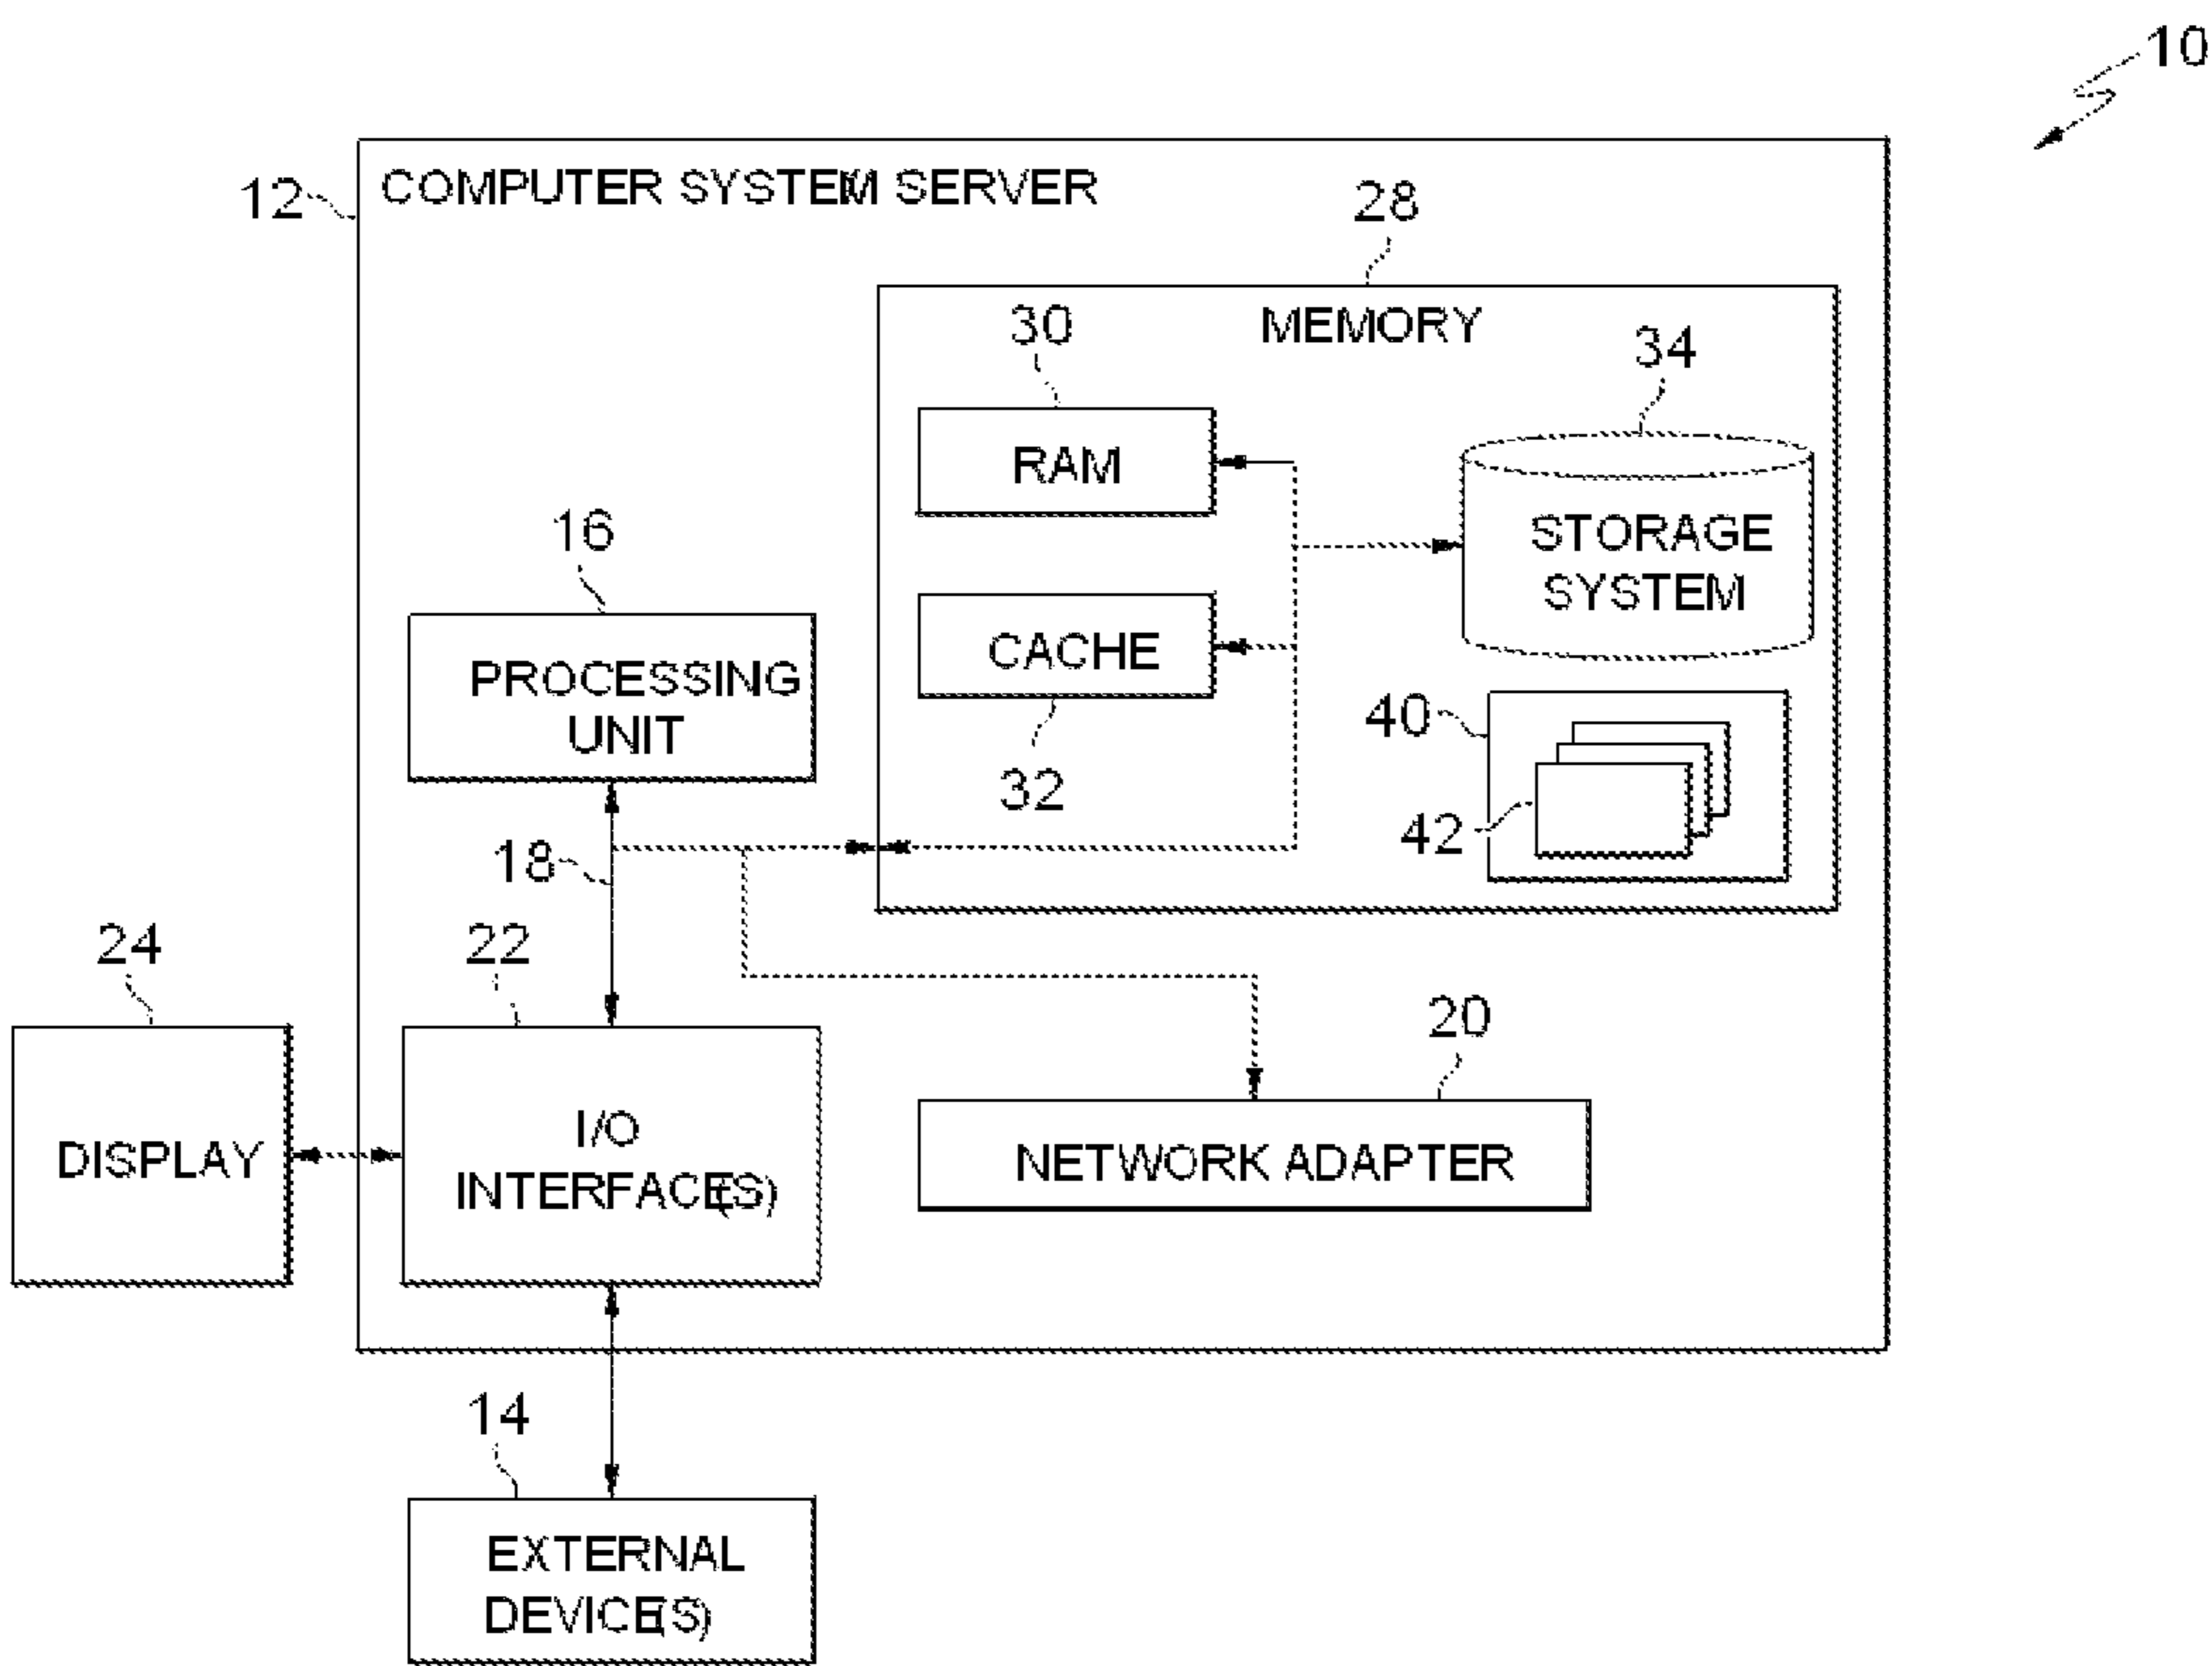 10
12
COMPUTER SYSTEM SERVER
28
MEMORY
30
34
RAM
STORAGE
SYSTEM
16
PROCESSING
UNIT
CACHE
32
40
42
18
24
22
20
DISPLAY
I/O
INTERFACE(S)
NETWORK ADAPTER
14
EXTERNAL
DEVICE(S)